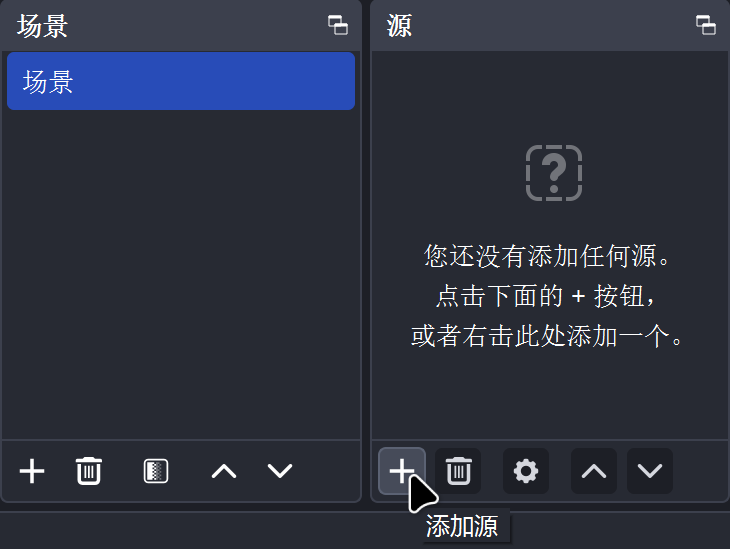 场景
源
场景
您还没有添加任何源。
点击下面的 + 按钮，
或者右击此处添加一个。
添加源